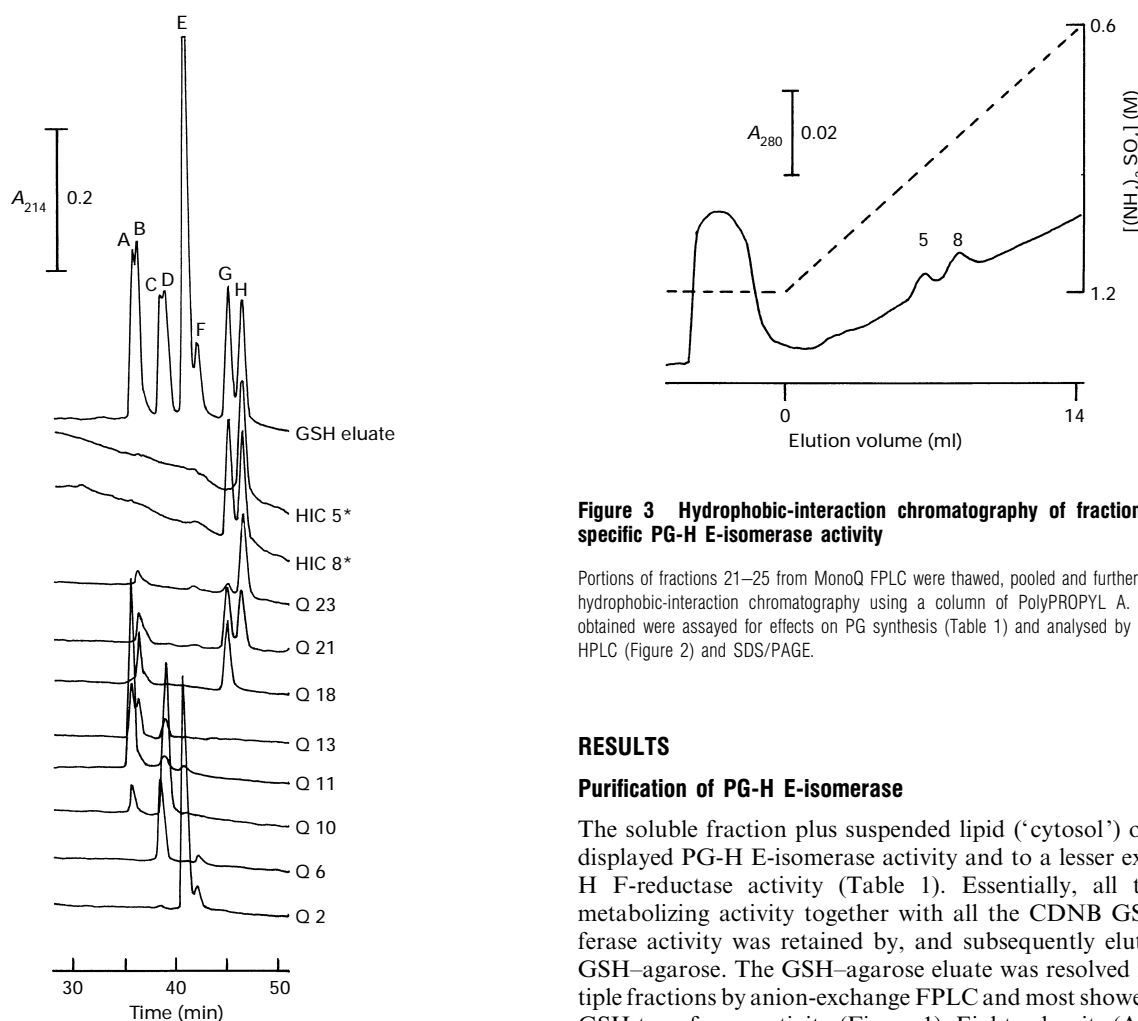 E
A214 0.2
A B
C D
F
G
H
GSH eluate
HIC 5*
HIC 8*
Q 23
Q 21
Q 18
Q 13
Q 11
Q 10
Q 6
Q 2
30 40 50
Time (min)
0.6
A280 0.02
[(NH4)2 SO4] (M)
5 8
1.2
0 14
Elution volume (ml)
Figure 3 Hydrophobic-interaction chromatography of fraction
specific PG-H E-isomerase activity
Portions of fractions 21–25 from MonoQ FPLC were thawed, pooled and further
hydrophobic-interaction chromatography using a column of PolyPROPYL A.
obtained were assayed for effects on PG synthesis (Table 1) and analysed by
HPLC (Figure 2) and SDS/PAGE.
RESULTS
Purification of PG-H E-isomerase
The soluble fraction plus suspended lipid (‘cytosol’) o
displayed PG-H E-isomerase activity and to a lesser ex
H F-reductase activity (Table 1). Essentially, all t
metabolizing activity together with all the CDNB GS
ferase activity was retained by, and subsequently elut
GSH–agarose. The GSH–agarose eluate was resolved
tiple fractions by anion-exchange FPLC and most showe